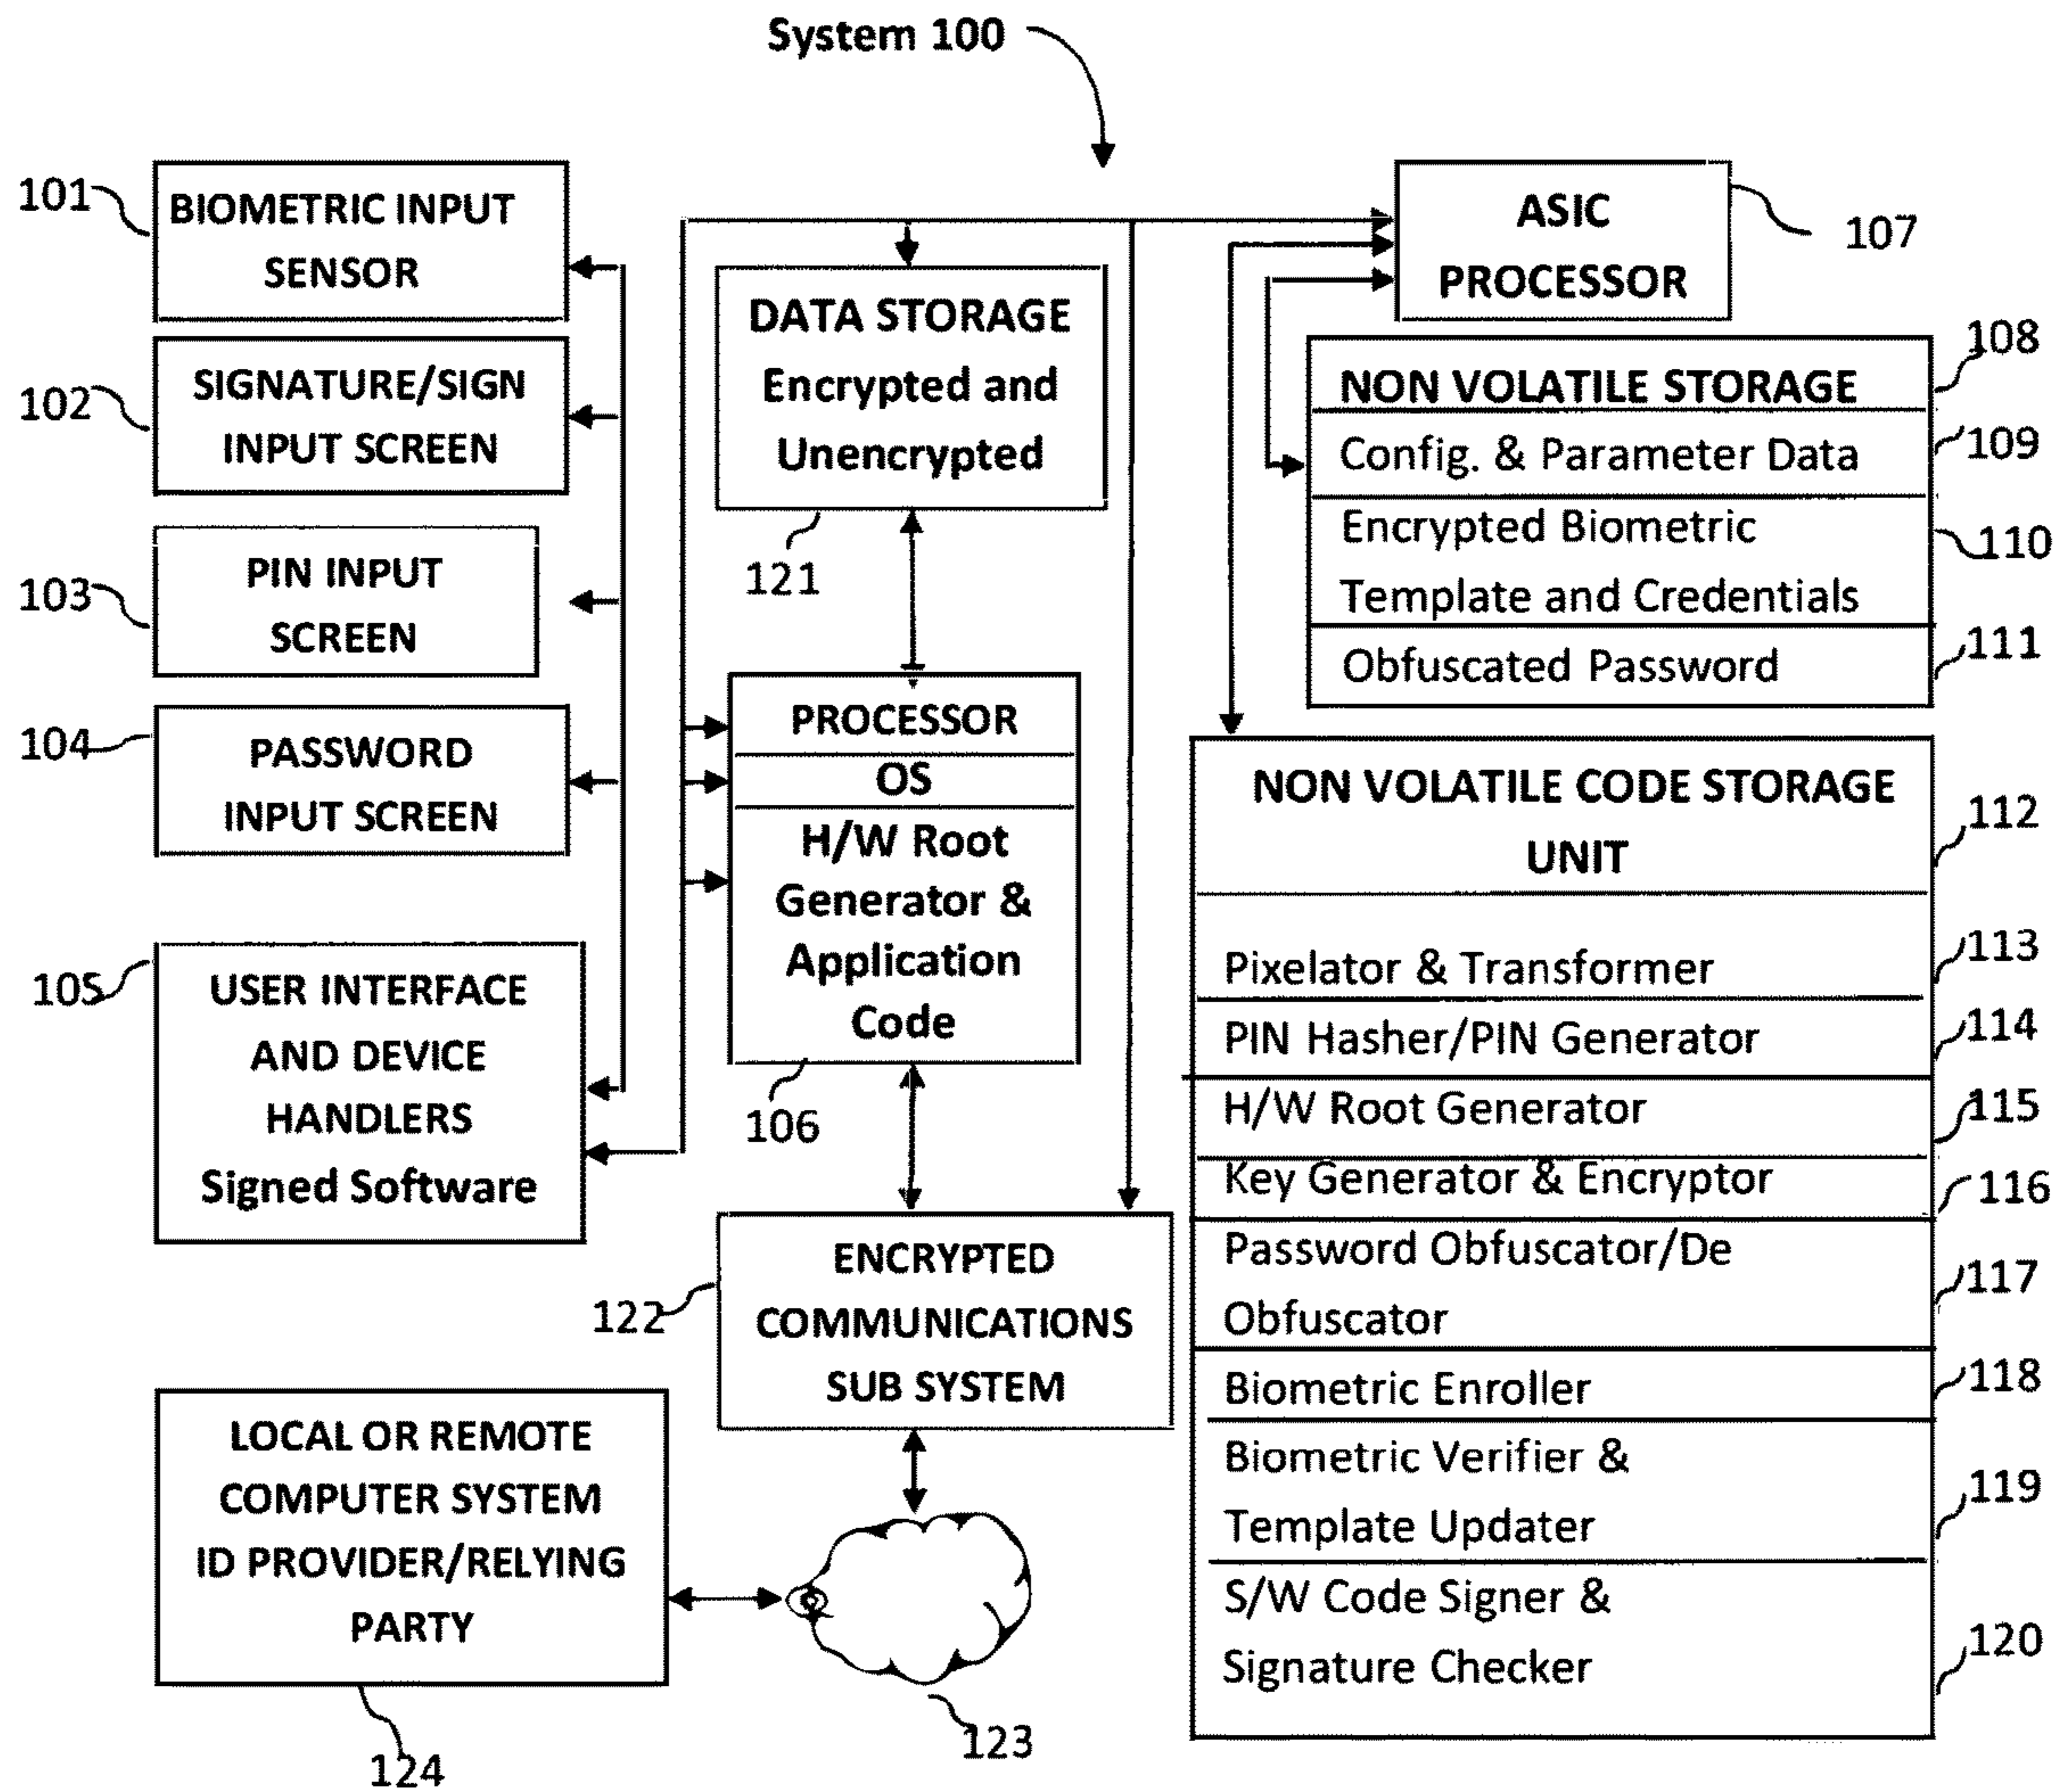 System 100
101
BIOMETRIC INPUT
SENSOR
102
SIGNATURE/SIGN
INPUT SCREEN
103
PIN INPUT
SCREEN
104
PASSWORD
INPUT SCREEN
105
USER INTERFACE
AND DEVICE
HANDLERS
Signed Software
DATA STORAGE
Encrypted and
Unencrypted
121
PROCESSOR
OS
H/W Root
Generator &
Application
Code
106
ENCRYPTED
COMMUNICATIONS
SUB SYSTEM
122
LOCAL OR REMOTE
COMPUTER SYSTEM
ID PROVIDER/RELYING
PARTY
124
123
ASIC
PROCESSOR
107
NON VOLATILE STORAGE
108
Config. & Parameter Data
109
Encrypted Biometric
Template and Credentials
110
Obfuscated Password
111
NON VOLATILE CODE STORAGE
UNIT
112
Pixelator & Transformer
113
PIN Hasher/PIN Generator
114
H/W Root Generator
115
Key Generator & Encryptor
116
Password Obfuscator/De
Obfuscator
117
Biometric Enroller
118
Biometric Verifier &
Template Updater
119
S/W Code Signer &
Signature Checker
120